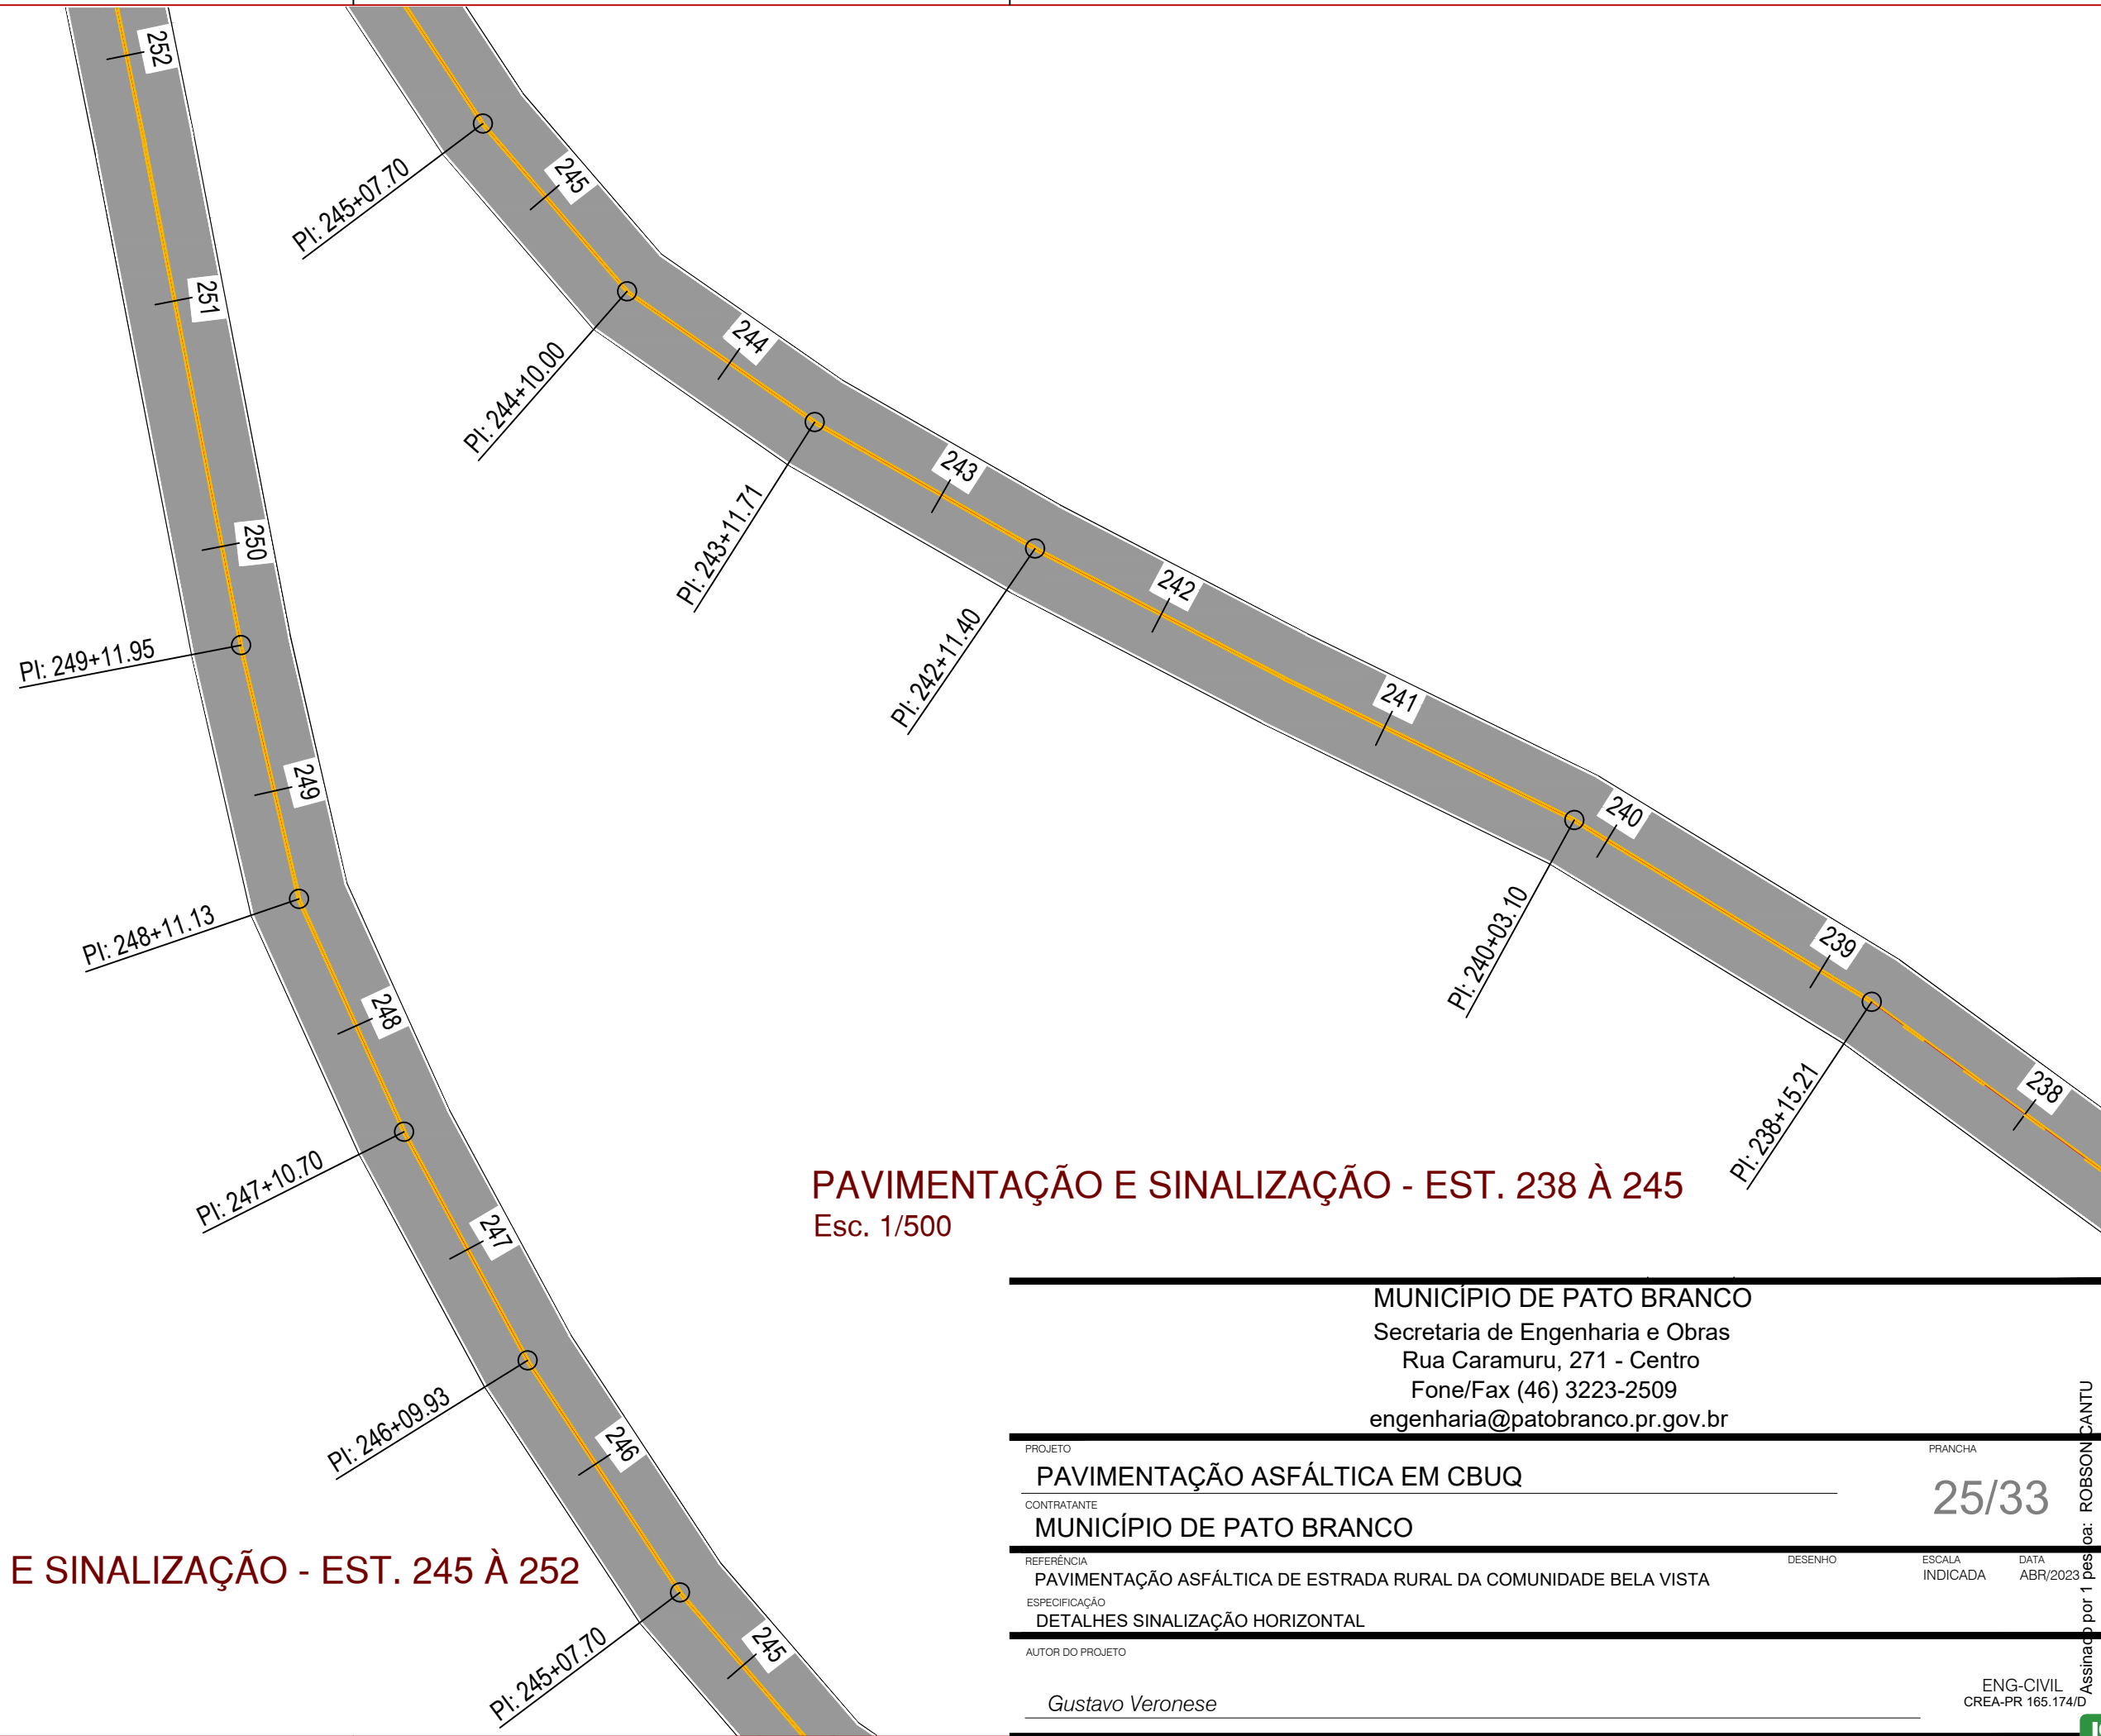 252
251
250
PI: 249+11.95
249
PI: 248+11.13
248
PI: 247+10.70
247
PI: 246+09.93
246
PI: 245+07.70
245
E SINALIZAÇÃO - EST. 245 À 252
PI: 245+07.70
245
PI: 244+10.00
244
PI: 243+11.71
243
PI: 242+11.40
242
241
PI: 240+03.10
240
239
PI: 238+15.21
238
PAVIMENTAÇÃO E SINALIZAÇÃO - EST. 238 À 245
Esc. 1/500
MUNICÍPIO DE PATO BRANCO
Secretaria de Engenharia e Obras
Rua Caramuru, 271 - Centro
Fone/Fax (46) 3223-2509
engenharia@patobranco.pr.gov.br
PROJETO
PAVIMENTAÇÃO ASFÁLTICA EM CBUQ
PRANCHA
25/33
CONTRATANTE
MUNICÍPIO DE PATO BRANCO
REFERÊNCIA
PAVIMENTAÇÃO ASFÁLTICA DE ESTRADA RURAL DA COMUNIDADE BELA VISTA
DESENHO
ESCALA
INDICADA
DATA
ABR/2023
ESPECIFICAÇÃO
DETALHES SINALIZAÇÃO HORIZONTAL
AUTOR DO PROJETO
Gustavo Veronese
ENG-CIVIL
CREA-PR 165.174/D
Assinado por 1 pessoa: ROBSON CANTU